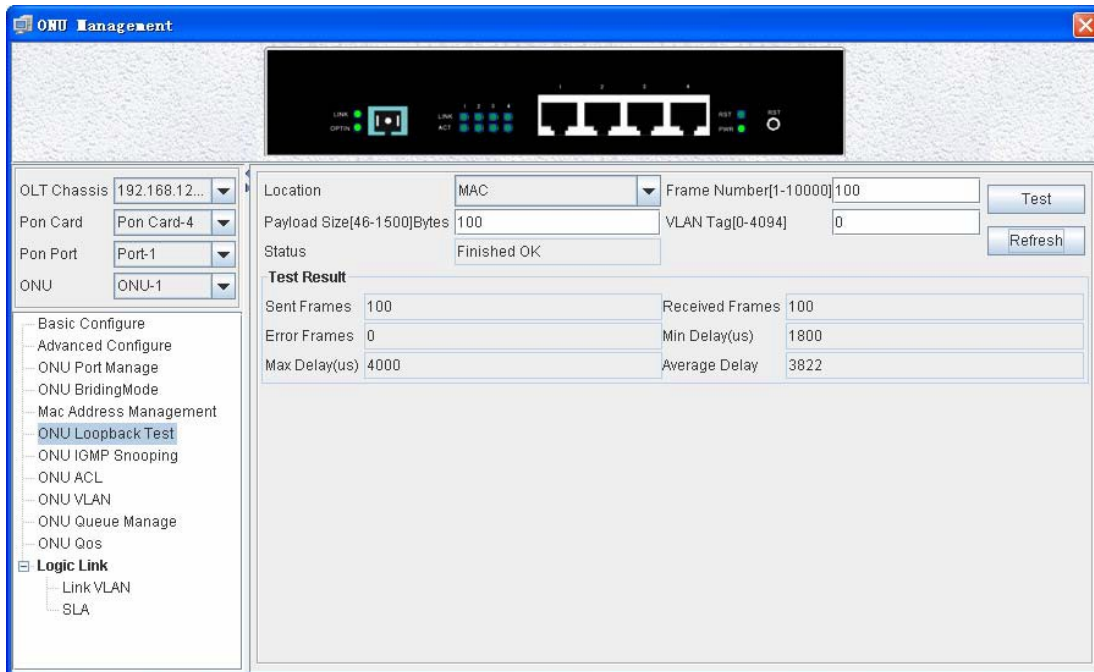 ONU Management
1 2 3 4
LINK 1 2 3 4 RST RST
OPTIN LINK ACT PWR
OLT Chassis 192.168.12...
Pon Card Pon Card-4
Pon Port Port-1
ONU ONU-1
Basic Configure
Advanced Configure
ONU Port Manage
ONU BridingMode
Mac Address Management
ONU Loopback Test
ONU IGMP Snooping
ONU ACL
ONU VLAN
ONU Queue Manage
ONU Qos
Logic Link
Link VLAN
SLA
Location MAC Frame Number[1-10000] 100 Test
Payload Size[46-1500]Bytes 100 VLAN Tag[0-4094] 0
Status Finished OK Refresh
Test Result
Sent Frames 100 Received Frames 100
Error Frames 0 Min Delay(us) 1800
Max Delay(us) 4000 Average Delay 3822